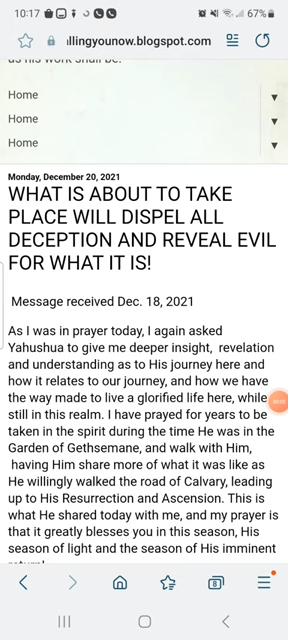 10:17
67%
llingyounow.blogspot.com
as his work shall be.
Home
Home
Home
Monday, December 20, 2021
WHAT IS ABOUT TO TAKE
PLACE WILL DISPEL ALL
DECEPTION AND REVEAL EVIL
FOR WHAT IT IS!
Message received Dec. 18, 2021
As I was in prayer today, I again asked
Yahushua to give me deeper insight,  revelation
and understanding as to His journey here and
how it relates to our journey, and how we have
the way made to live a glorified life here, while
still in this realm. I have prayed for years to be
taken in the spirit during the time He was in the
Garden of Gethsemane, and walk with Him,
having Him share more of what it was like as
He willingly walked the road of Calvary, leading
up to His Resurrection and Ascension. This is
what He shared today with me, and my prayer is
that it greatly blesses you in this season, His
season of light and the season of His imminent
return!
8